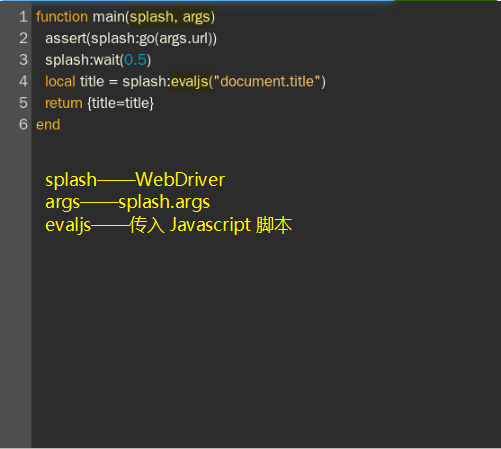 1 function main(splash, args)
2 assert(splash:go(args.url))
3 splash:wait(0.5)
4 local title = splash:evaljs("document.title")
5 return {title=title}
6 end
splash——WebDriver
args——splash.args
evaljs——传入 Javascript 脚本